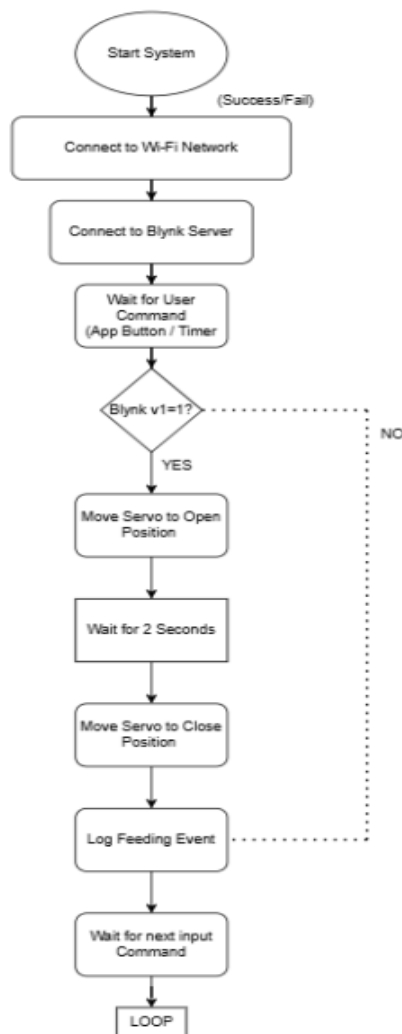 Start System
(Success/Fail)
Connect to Wi-Fi Network
Connect to Blynk Server
Wait for User
Command
(App Button / Timer
Blynk v1=1?
NO
YES
Move Servo to Open
Position
Wait for 2 Seconds
Move Servo to Close
Position
Log Feeding Event
Wait for next input
Command
LOOP